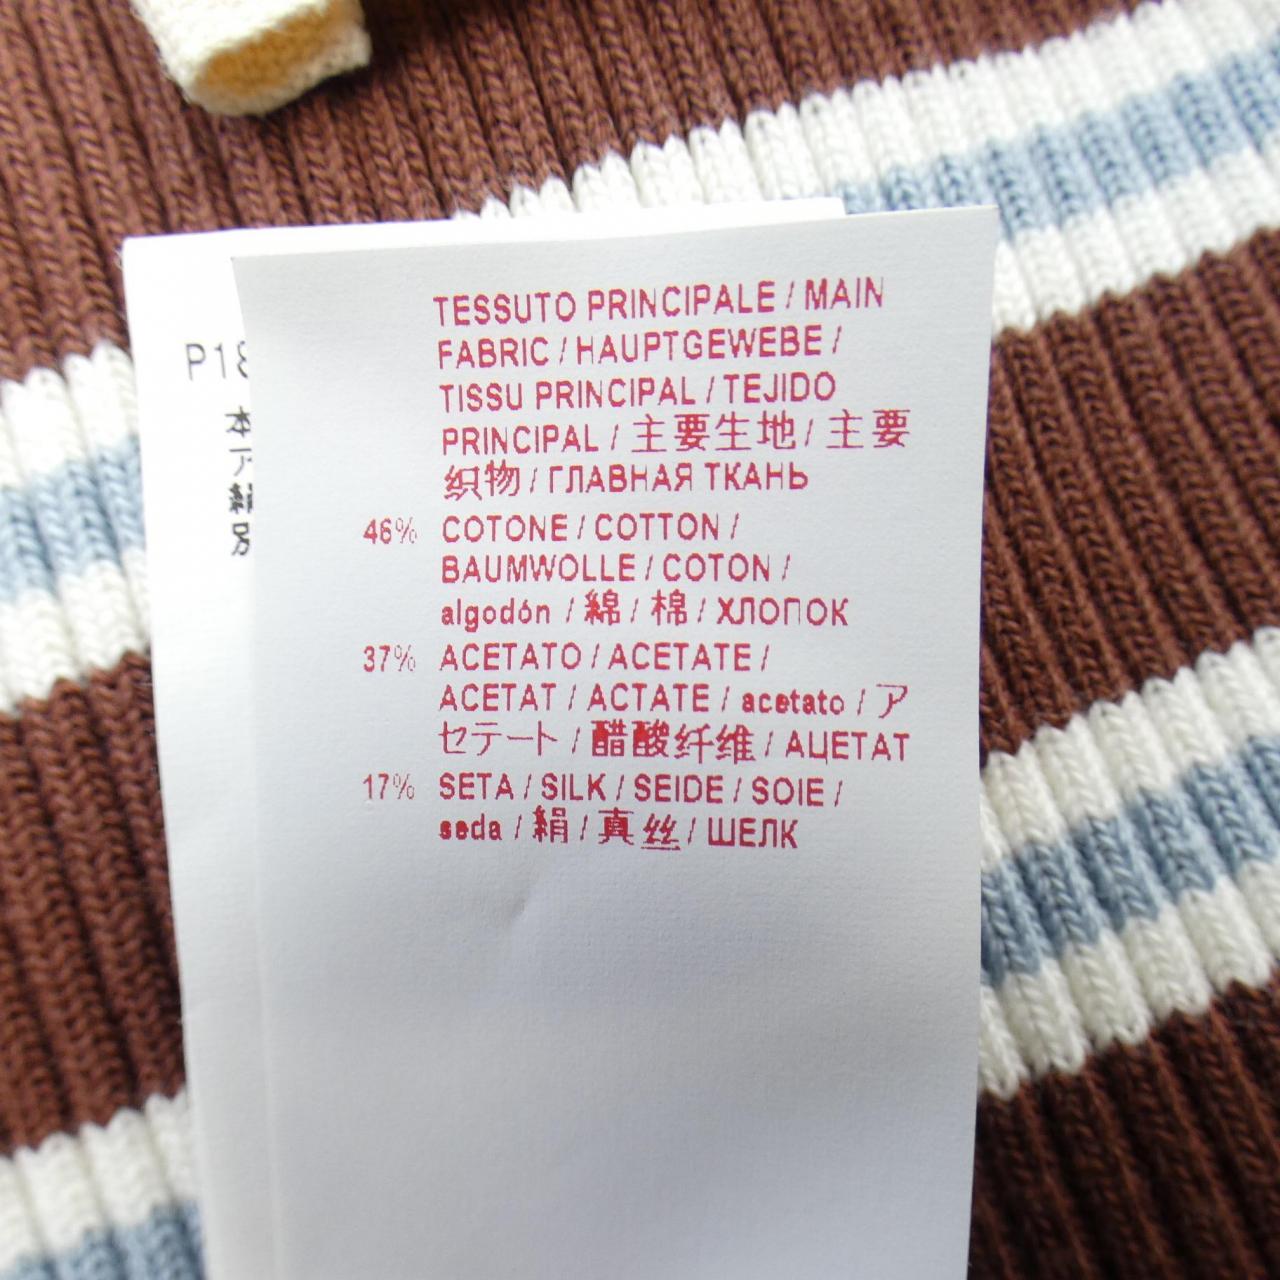 TESSUTO PRINCIPALE / MAIN
FABRIC / HAUPTGEWEBE /
TISSU PRINCIPAL / TEJIDO
PRINCIPAL / 主要生地 / 主要
织物 / ГЛАВНАЯ ТКАНЬ
46% COTONE / COTTON /
BAUMWOLLE / COTON /
algodón / 綿 / 棉 / ХЛОПОК
37% ACETATO / ACETATE /
ACETAT / ACTATE / acetato / ア
セテート / 醋酸纤维 / АЦЕТАТ
17% SETA / SILK / SEIDE / SOIE /
seda / 絹 / 真丝 / ШЕЛК
P18
本
ア
絹
別